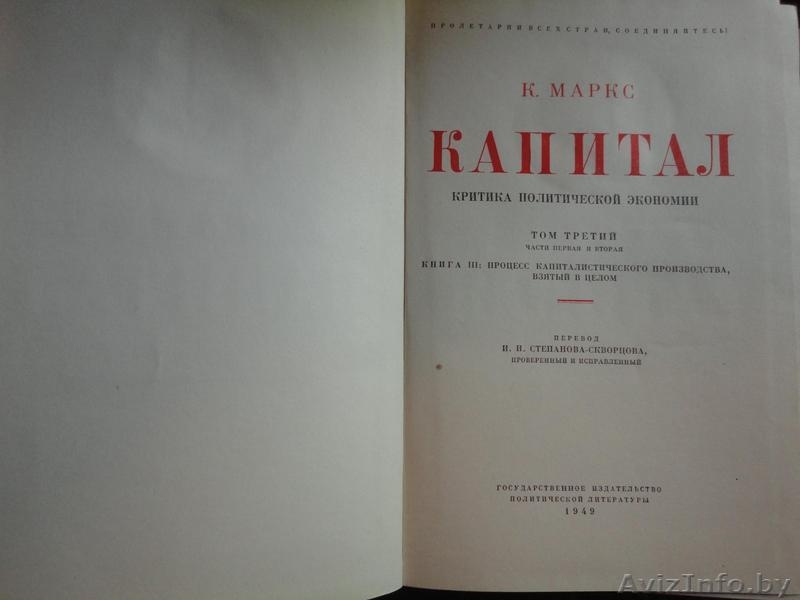 ПРОЛЕТАРИИ ВСЕХ СТРАН, СОЕДИНЯЙТЕСЬ!
К. МАРКС
КАПИТАЛ
КРИТИКА ПОЛИТИЧЕСКОЙ ЭКОНОМИИ
ТОМ ТРЕТИЙ
ЧАСТИ ПЕРВАЯ И ВТОРАЯ
КНИГА III: ПРОЦЕСС КАПИТАЛИСТИЧЕСКОГО ПРОИЗВОДСТВА,
ВЗЯТЫЙ В ЦЕЛОМ
ПЕРЕВОД
И. И. СТЕПАНОВА-СКВОРЦОВА,
ПРОВЕРЕННЫЙ И ИСПРАВЛЕННЫЙ
ГОСУДАРСТВЕННОЕ ИЗДАТЕЛЬСТВО
ПОЛИТИЧЕСКОЙ ЛИТЕРАТУРЫ
1949
AvizInfo.by